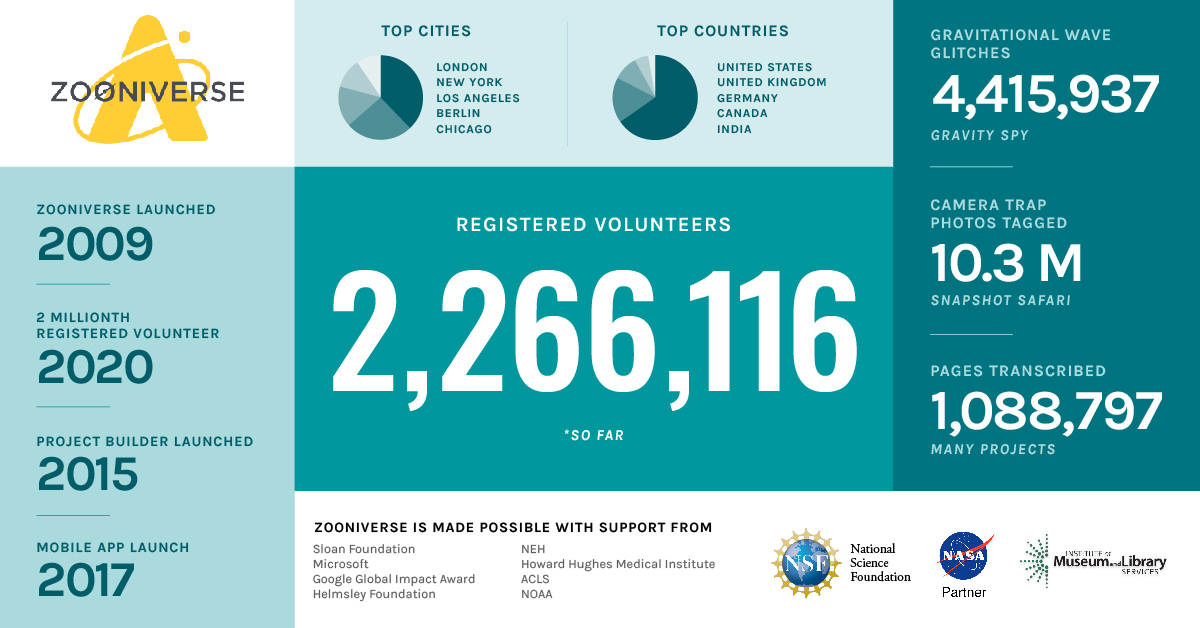 ZOONIVERSE
ZOONIVERSE LAUNCHED
2009
2 MILLIONTH
REGISTERED VOLUNTEER
2020
PROJECT BUILDER LAUNCHED
2015
MOBILE APP LAUNCH
2017
TOP CITIES
LONDON
NEW YORK
LOS ANGELES
BERLIN
CHICAGO
TOP COUNTRIES
UNITED STATES
UNITED KINGDOM
GERMANY
CANADA
INDIA
REGISTERED VOLUNTEERS
2,266,116
*SO FAR
GRAVITATIONAL WAVE
GLITCHES
4,415,937
GRAVITY SPY
CAMERA TRAP
PHOTOS TAGGED
10.3 M
SNAPSHOT SAFARI
PAGES TRANSCRIBED
1,088,797
MANY PROJECTS
ZOONIVERSE IS MADE POSSIBLE WITH SUPPORT FROM
Sloan Foundation
Microsoft
Google Global Impact Award
Helmsley Foundation
NEH
Howard Hughes Medical Institute
ACLS
NOAA
NSF
National
Science
Foundation
NASA
Partner
INSTITUTE of
Museum and Library
SERVICES